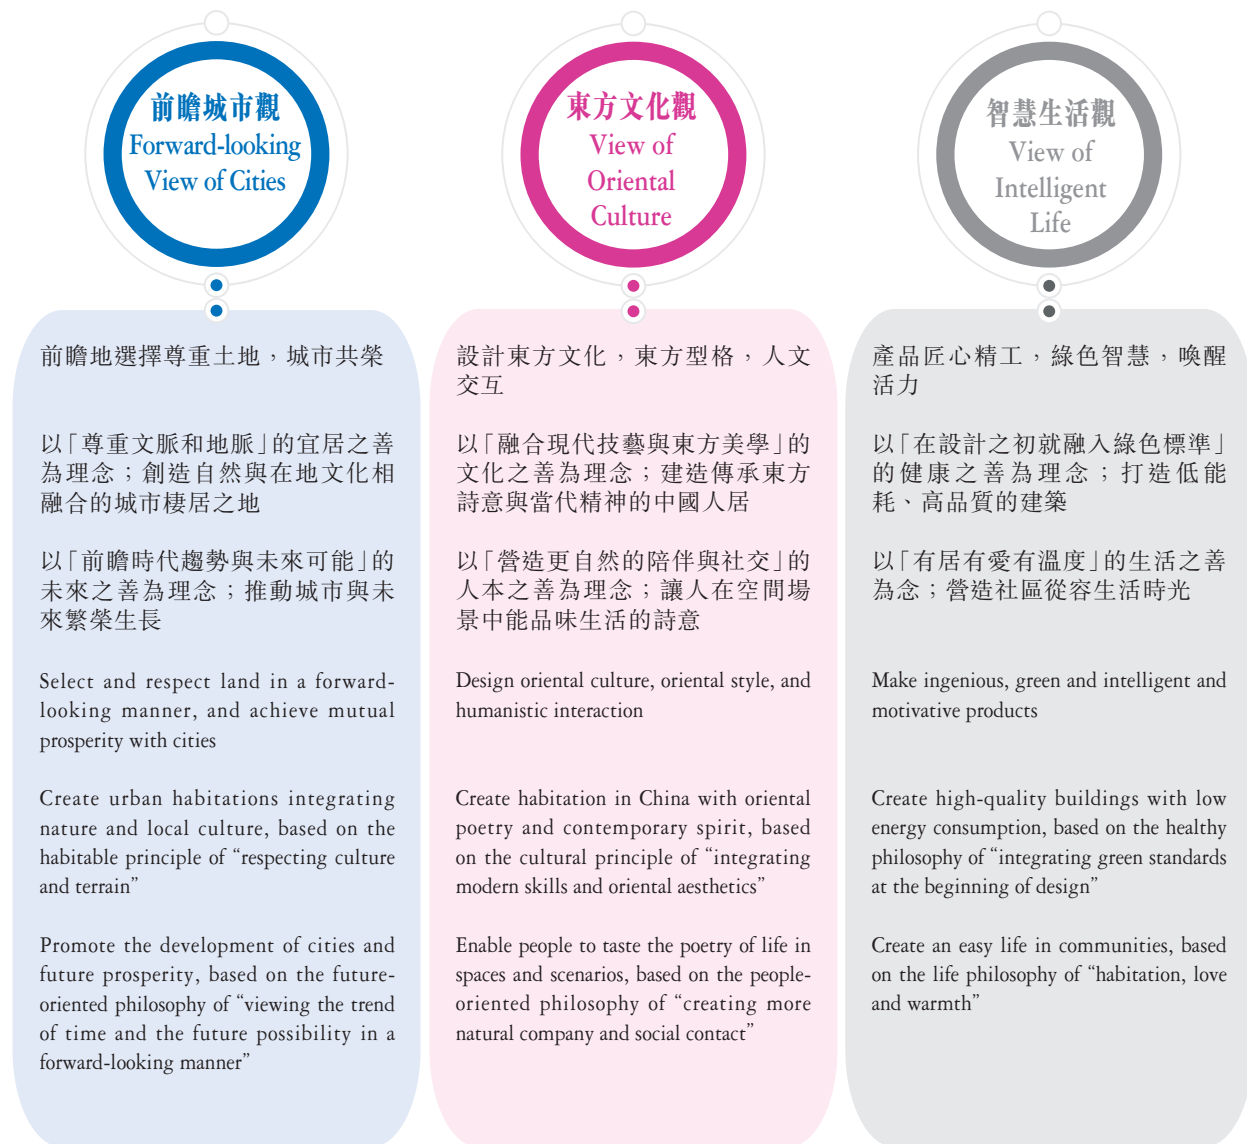 前瞻城市觀
Forward-looking
View of Cities
前瞻地選擇尊重土地，城市共榮
以「尊重文脈和地脈」的宜居之善
為理念；創造自然與在地文化相
融合的城市棲居之地
以「前瞻時代趨勢與未來可能」的
未來之善為理念；推動城市與未
來繁榮生長
Select and respect land in a forward-
looking manner, and achieve mutual
prosperity with cities
Create urban habitations integrating
nature and local culture, based on the
habitable principle of “respecting culture
and terrain”
Promote the development of cities and
future prosperity, based on the future-
oriented philosophy of “viewing the trend
of time and the future possibility in a
forward-looking manner”
東方文化觀
View of
Oriental
Culture
設計東方文化，東方型格，人文
交互
以「融合現代技藝與東方美學」的
文化之善為理念；建造傳承東方
詩意與當代精神的中國人居
以「營造更自然的陪伴與社交」的
人本之善為理念；讓人在空間場
景中能品味生活的詩意
Design oriental culture, oriental style, and
humanistic interaction
Create habitation in China with oriental
poetry and contemporary spirit, based
on the cultural principle of “integrating
modern skills and oriental aesthetics”
Enable people to taste the poetry of life in
spaces and scenarios, based on the people-
oriented philosophy of “creating more
natural company and social contact”
智慧生活觀
View of
Intelligent
Life
產品匠心精工，綠色智慧，喚醒
活力
以「在設計之初就融入綠色標準」
的健康之善為理念；打造低能
耗、高品質的建築
以「有居有愛有溫度」的生活之善
為念；營造社區從容生活時光
Make ingenious, green and intelligent and
motivative products
Create high-quality buildings with low
energy consumption, based on the healthy
philosophy of “integrating green standards
at the beginning of design”
Create an easy life in communities, based
on the life philosophy of “habitation, love
and warmth”